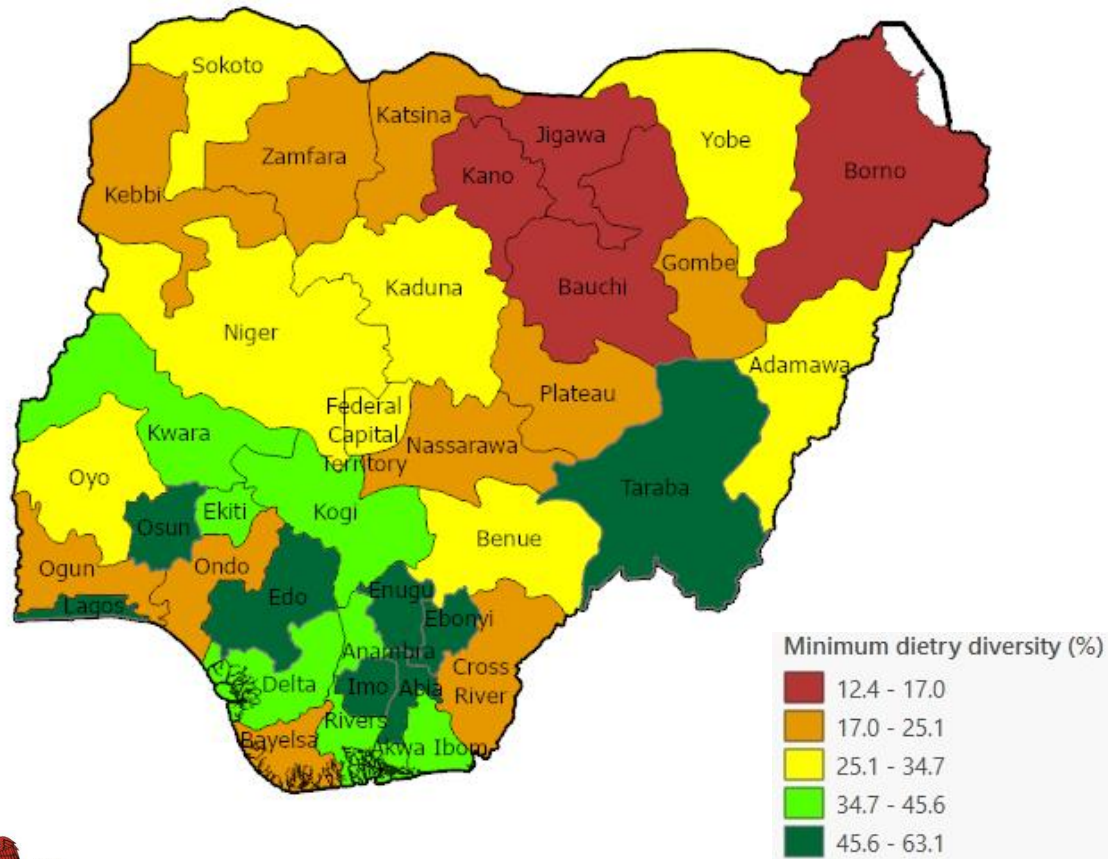 Sokoto
Katsina
Jigawa
Yobe
Borno
Zamfara
Kano
Kebbi
Gombe
Kaduna
Bauchi
Niger
Adamawa
Plateau
Federal
Capital
Territory
Nassarawa
Kwara
Oyo
Taraba
Ekiti
Kogi
Osun
Benue
Ogun
Ondo
Enugu
Edo
Lagos
Ebonyi
Anambra
Cross
River
Delta
Imo
Abia
Rivers
Bayelsa
Akwa Ibom
Minimum dietry diversity (%)
12.4 - 17.0
17.0 - 25.1
25.1 - 34.7
34.7 - 45.6
45.6 - 63.1